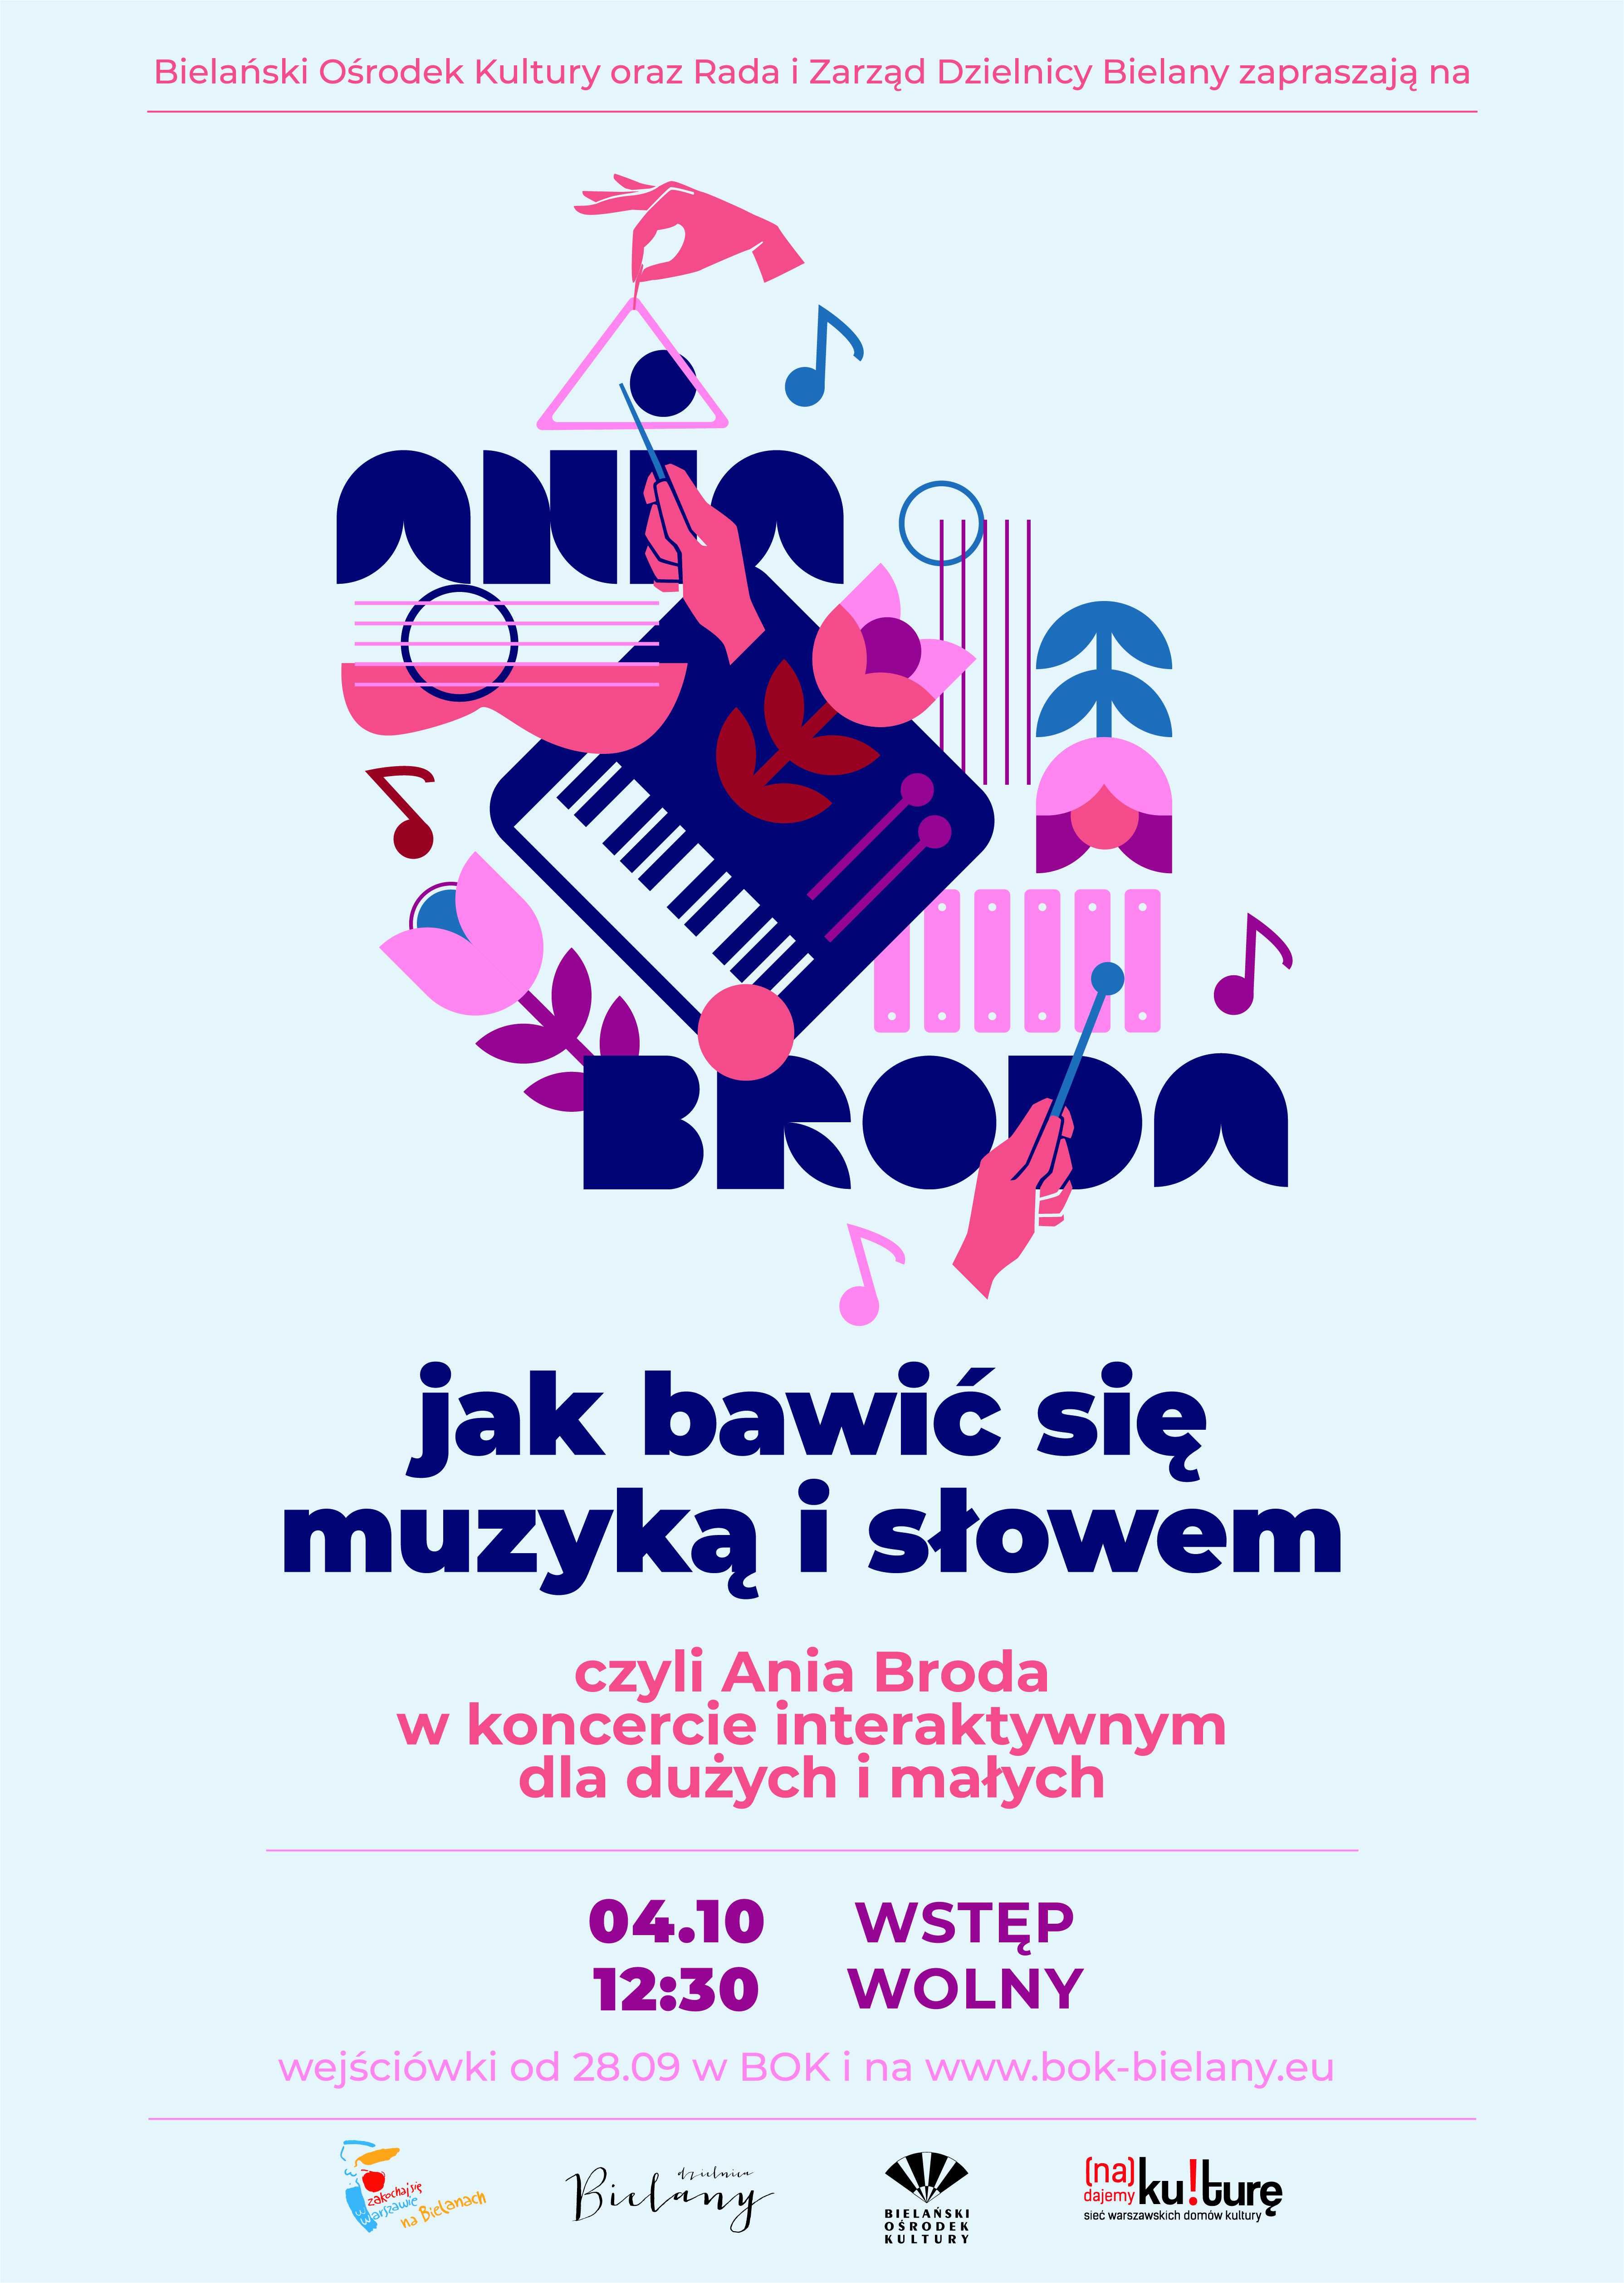 Bielański Ośrodek Kultury oraz Rada i Zarząd Dzielnicy Bielany zapraszają na
ANIA
BRODA
jak bawić się
muzyką i słowem
czyli Ania Broda
w koncercie interaktywnym
dla dużych i małych
04.10
WSTĘP
12:30
WOLNY
wejściówki od 28.09 w BOK i na www.bok-bielany.eu
zakochaj się
w warszawie
na Bielanach
dzielnica
Bielany
BIELAŃSKI
OŚRODEK
KULTURY
(na)
dajemy ku!turę
sieć warszawskich domów kultury